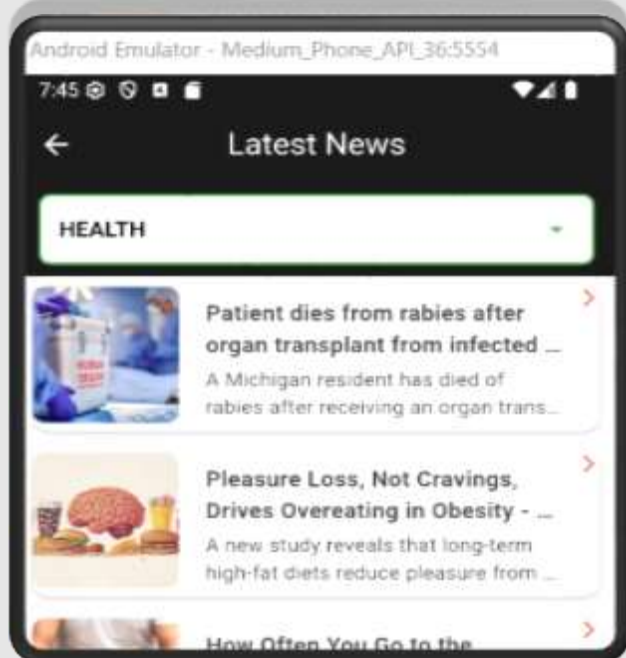 Android Emulator - Medium_Phone_API_36:5554
7:45
Latest News
HEALTH
Patient dies from rabies after
organ transplant from infected ...
A Michigan resident has died of
rabies after receiving an organ trans...
Pleasure Loss, Not Cravings,
Drives Overeating in Obesity - ...
A new study reveals that long-term
high-fat diets reduce pleasure from ...
How Often You Go to the